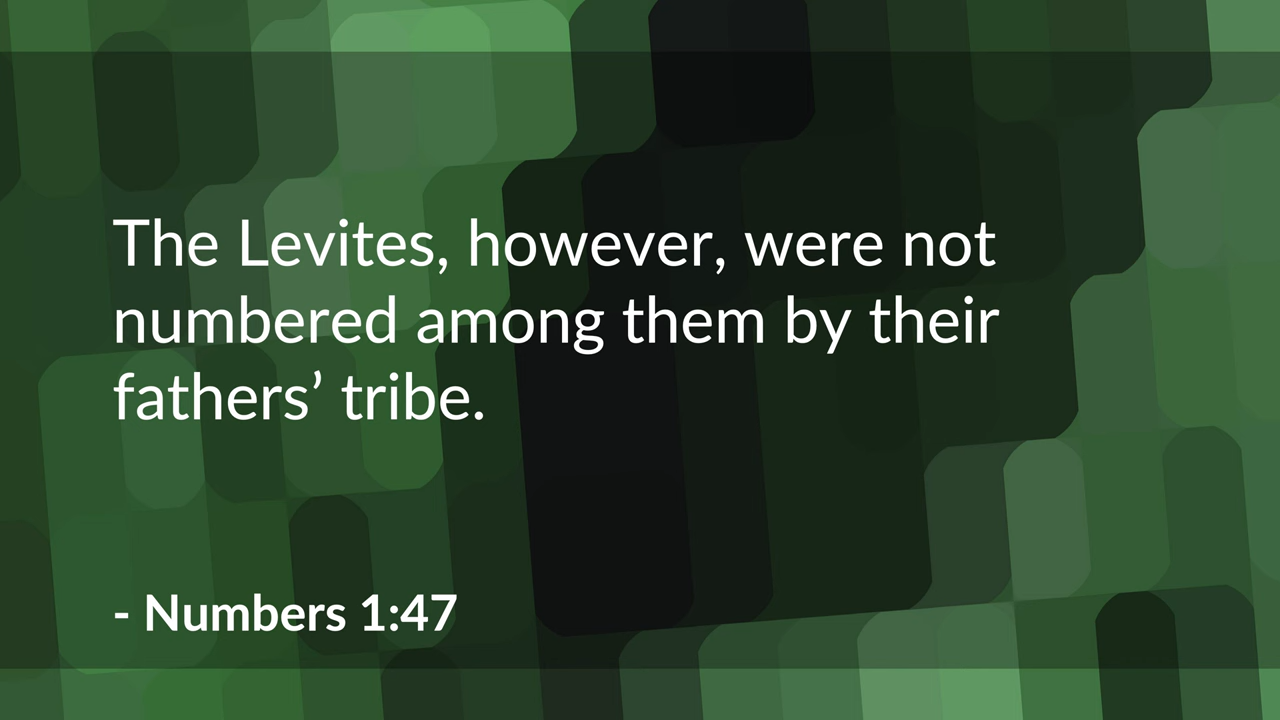 The Levites, however, were not
numbered among them by their
fathers’ tribe.
- Numbers 1:47